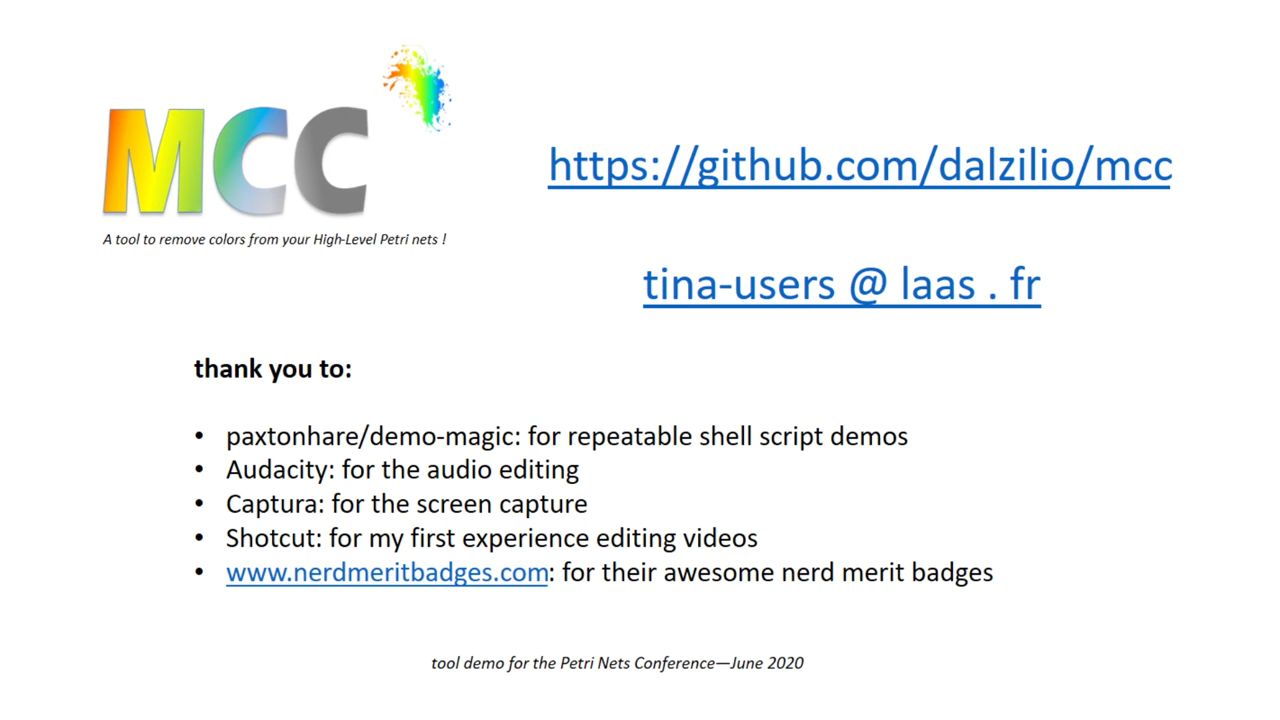 MCC
A tool to remove colors from your High-Level Petri nets !
https://github.com/dalzilio/mcc
tina-users @ laas . fr
thank you to:
• paxtonhare/demo-magic: for repeatable shell script demos
• Audacity: for the audio editing
• Captura: for the screen capture
• Shotcut: for my first experience editing videos
• www.nerdmeritbadges.com: for their awesome nerd merit badges
tool demo for the Petri Nets Conference—June 2020